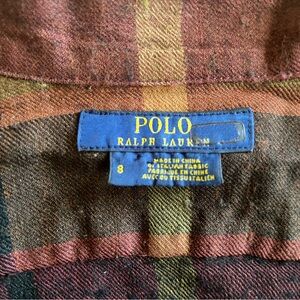 POLO
RALPH LAUREN
8
MADE IN CHINA
OF ITALIAN FABRIC
FABRIQUÉ EN CHINE
AVEC DU TISSU ITALIEN